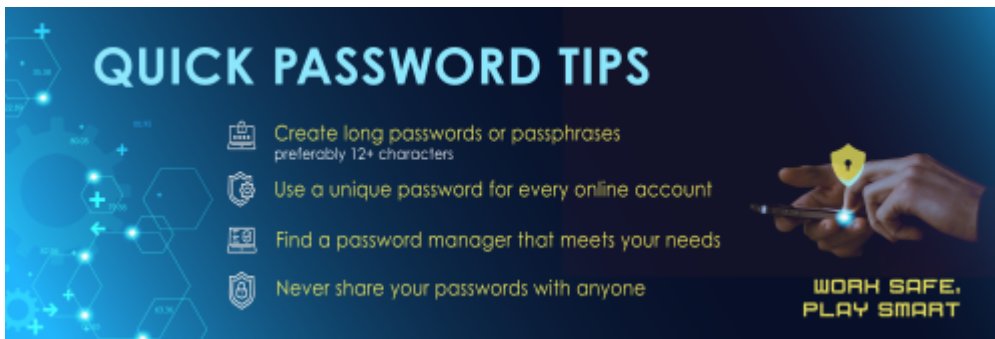 QUICK PASSWORD TIPS
Create long passwords or passphrases
preferably 12+ characters
Use a unique password for every online account
Find a password manager that meets your needs
Never share your passwords with anyone
WORK SAFE,
PLAY SMART